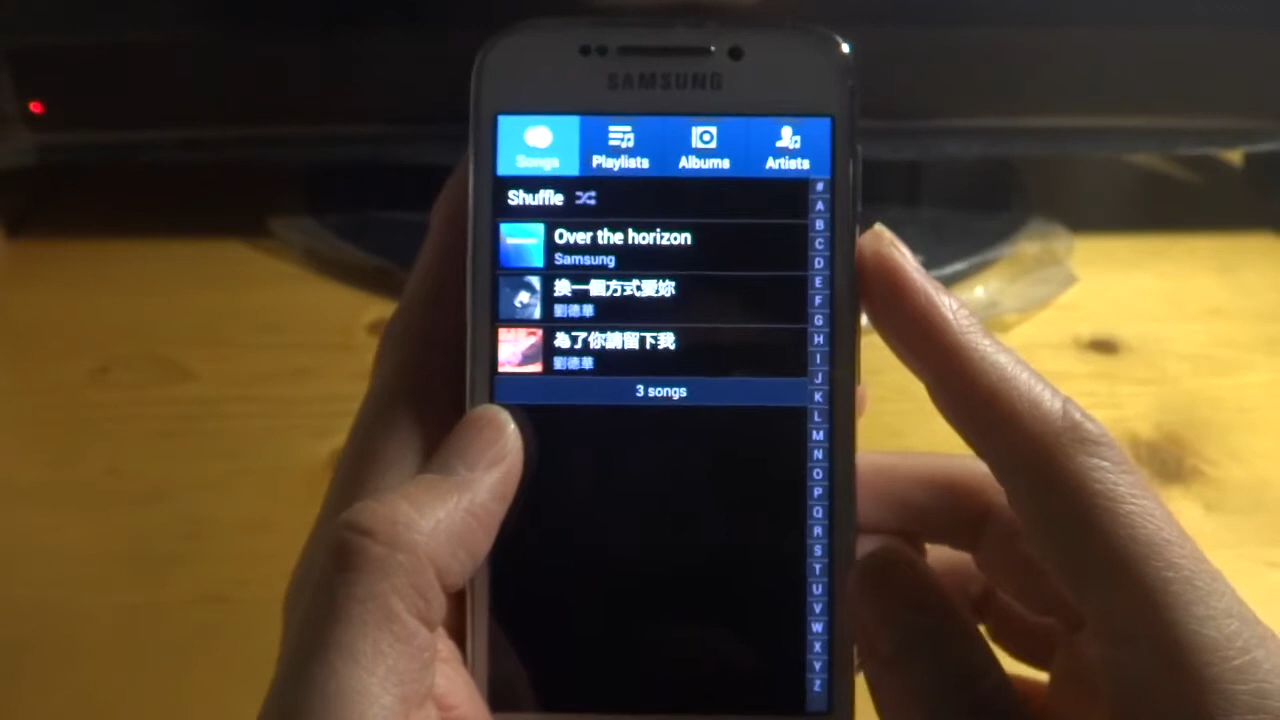 SAMSUNG
Songs
Playlists
Albums
Artists
Shuffle
Over the horizon
Samsung
換一個方式愛妳
劉德華
為了你請留下我
劉德華
3 songs
#
A
B
C
D
E
F
G
H
I
J
K
L
M
N
O
P
Q
R
S
T
U
V
W
X
Y
Z